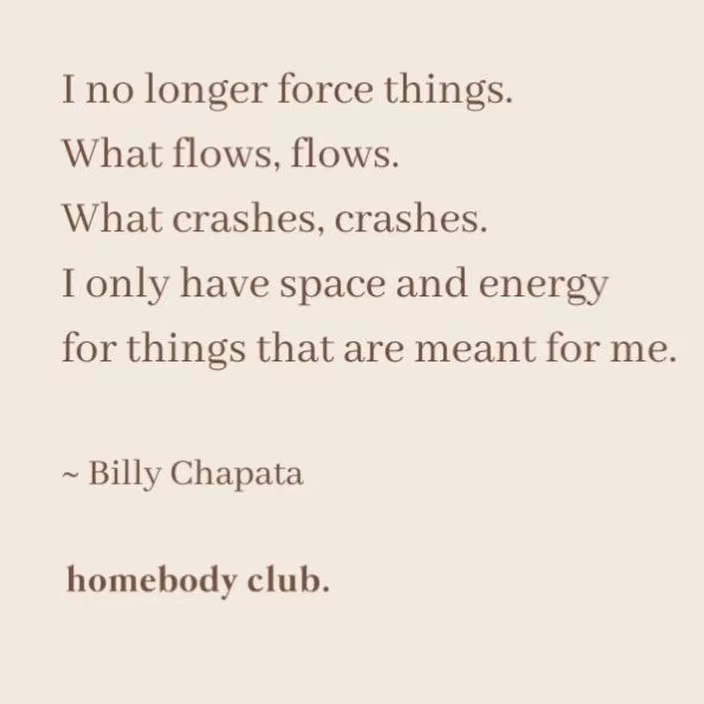 I no longer force things.
What flows, flows.
What crashes, crashes.
I only have space and energy
for things that are meant for me.
~ Billy Chapata
homebody club.